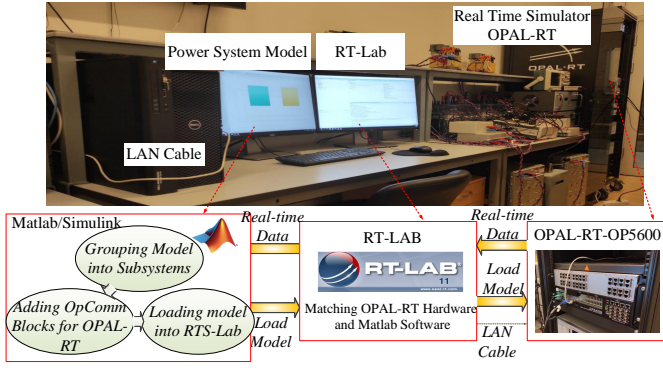 Real Time Simulator
OPAL-RT
Power System Model
RT-Lab
OPAL-RT
LAN Cable
Matlab/Simulink
Grouping Model
into Subsystems
Adding OpComm
Blocks for OPAL-
RT
Loading model
into RTS-Lab
Real-time
Data
Load
Model
RT-LAB
RT-LAB
11
Matching OPAL-RT Hardware
and Matlab Software
Real-time
Data
Load
Model
LAN
Cable
OPAL-RT-OP5600